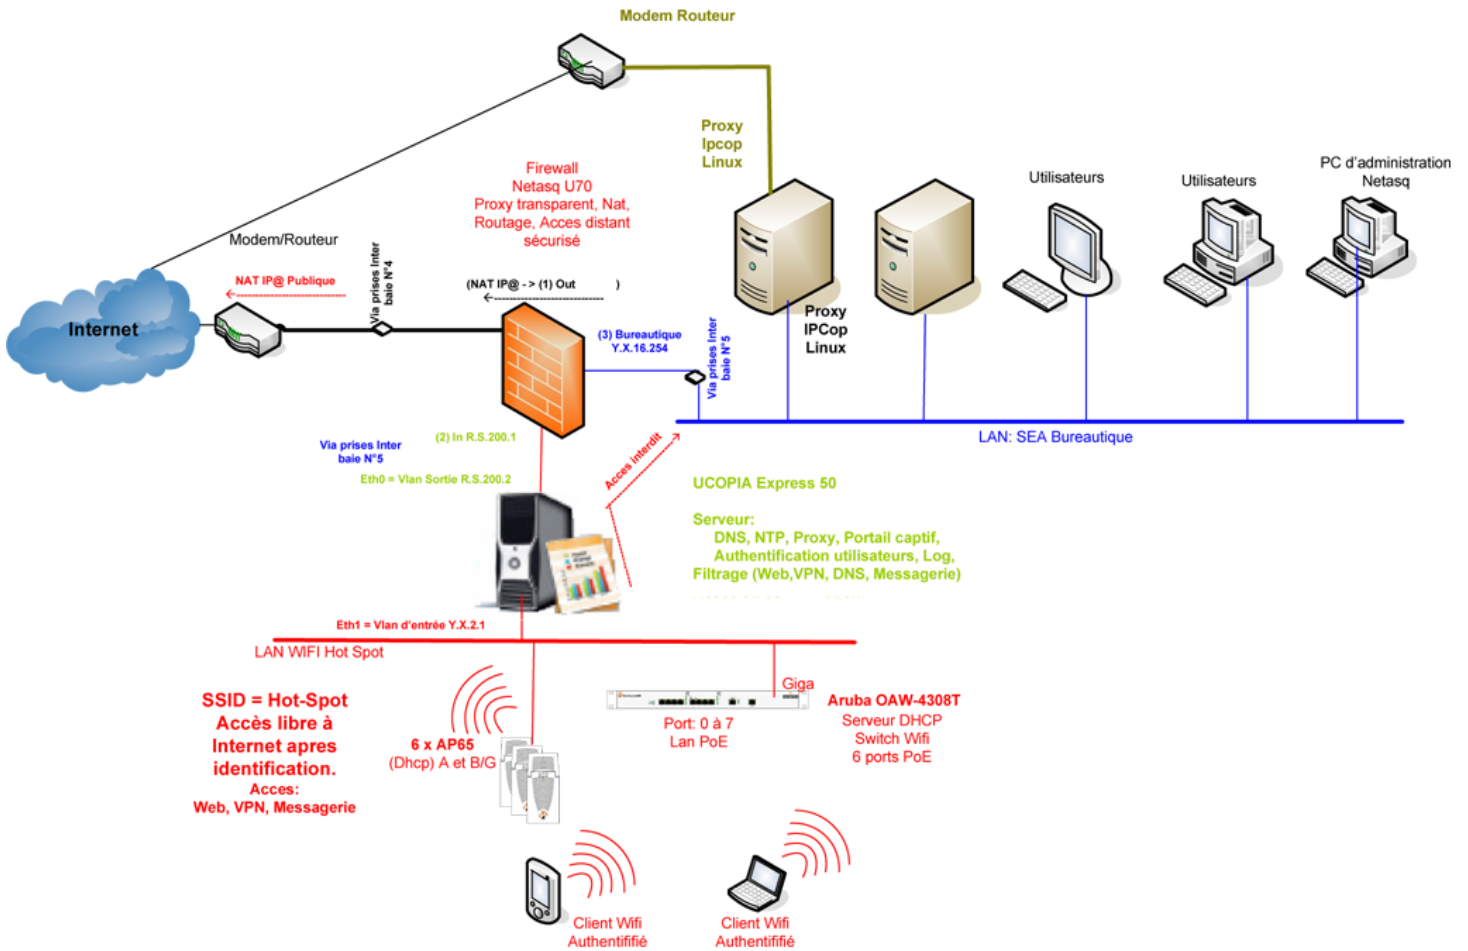 Modem Routeur
Proxy
Ipcop
Linux
Firewall
Netasq U70
Proxy transparent, Nat,
Routage, Acces distant
sécurisé
Utilisateurs
Utilisateurs
PC d'administration
Netasq
Modem/Routeur
NAT IP@ Publique
Via prises Inter
baie N°4
(NAT IP@ -> (1) Out )
Internet
(3) Bureautique
Y.X.16.254
Via prises Inter
baie N°5
Proxy
IPCop
Linux
LAN: SEA Bureautique
(2) In R.S.200.1
Via prises Inter
baie N°5
Eth0 = Vlan Sortie R.S.200.2
Acces interdit
UCOPIA Express 50
Serveur:
DNS, NTP, Proxy, Portail captif,
Authentification utilisateurs, Log,
Filtrage (Web,VPN, DNS, Messagerie)
Eth1 = Vlan d'entrée Y.X.2.1
LAN WIFI Hot Spot
SSID = Hot-Spot
Accès libre à
Internet apres
identification.
Acces:
Web, VPN, Messagerie
6 x AP65
(Dhcp) A et B/G
Giga
Port: 0 à 7
Lan PoE
Aruba OAW-4308T
Serveur DHCP
Switch Wifi
6 ports PoE
Client Wifi
Authentififié
Client Wifi
Authentififié